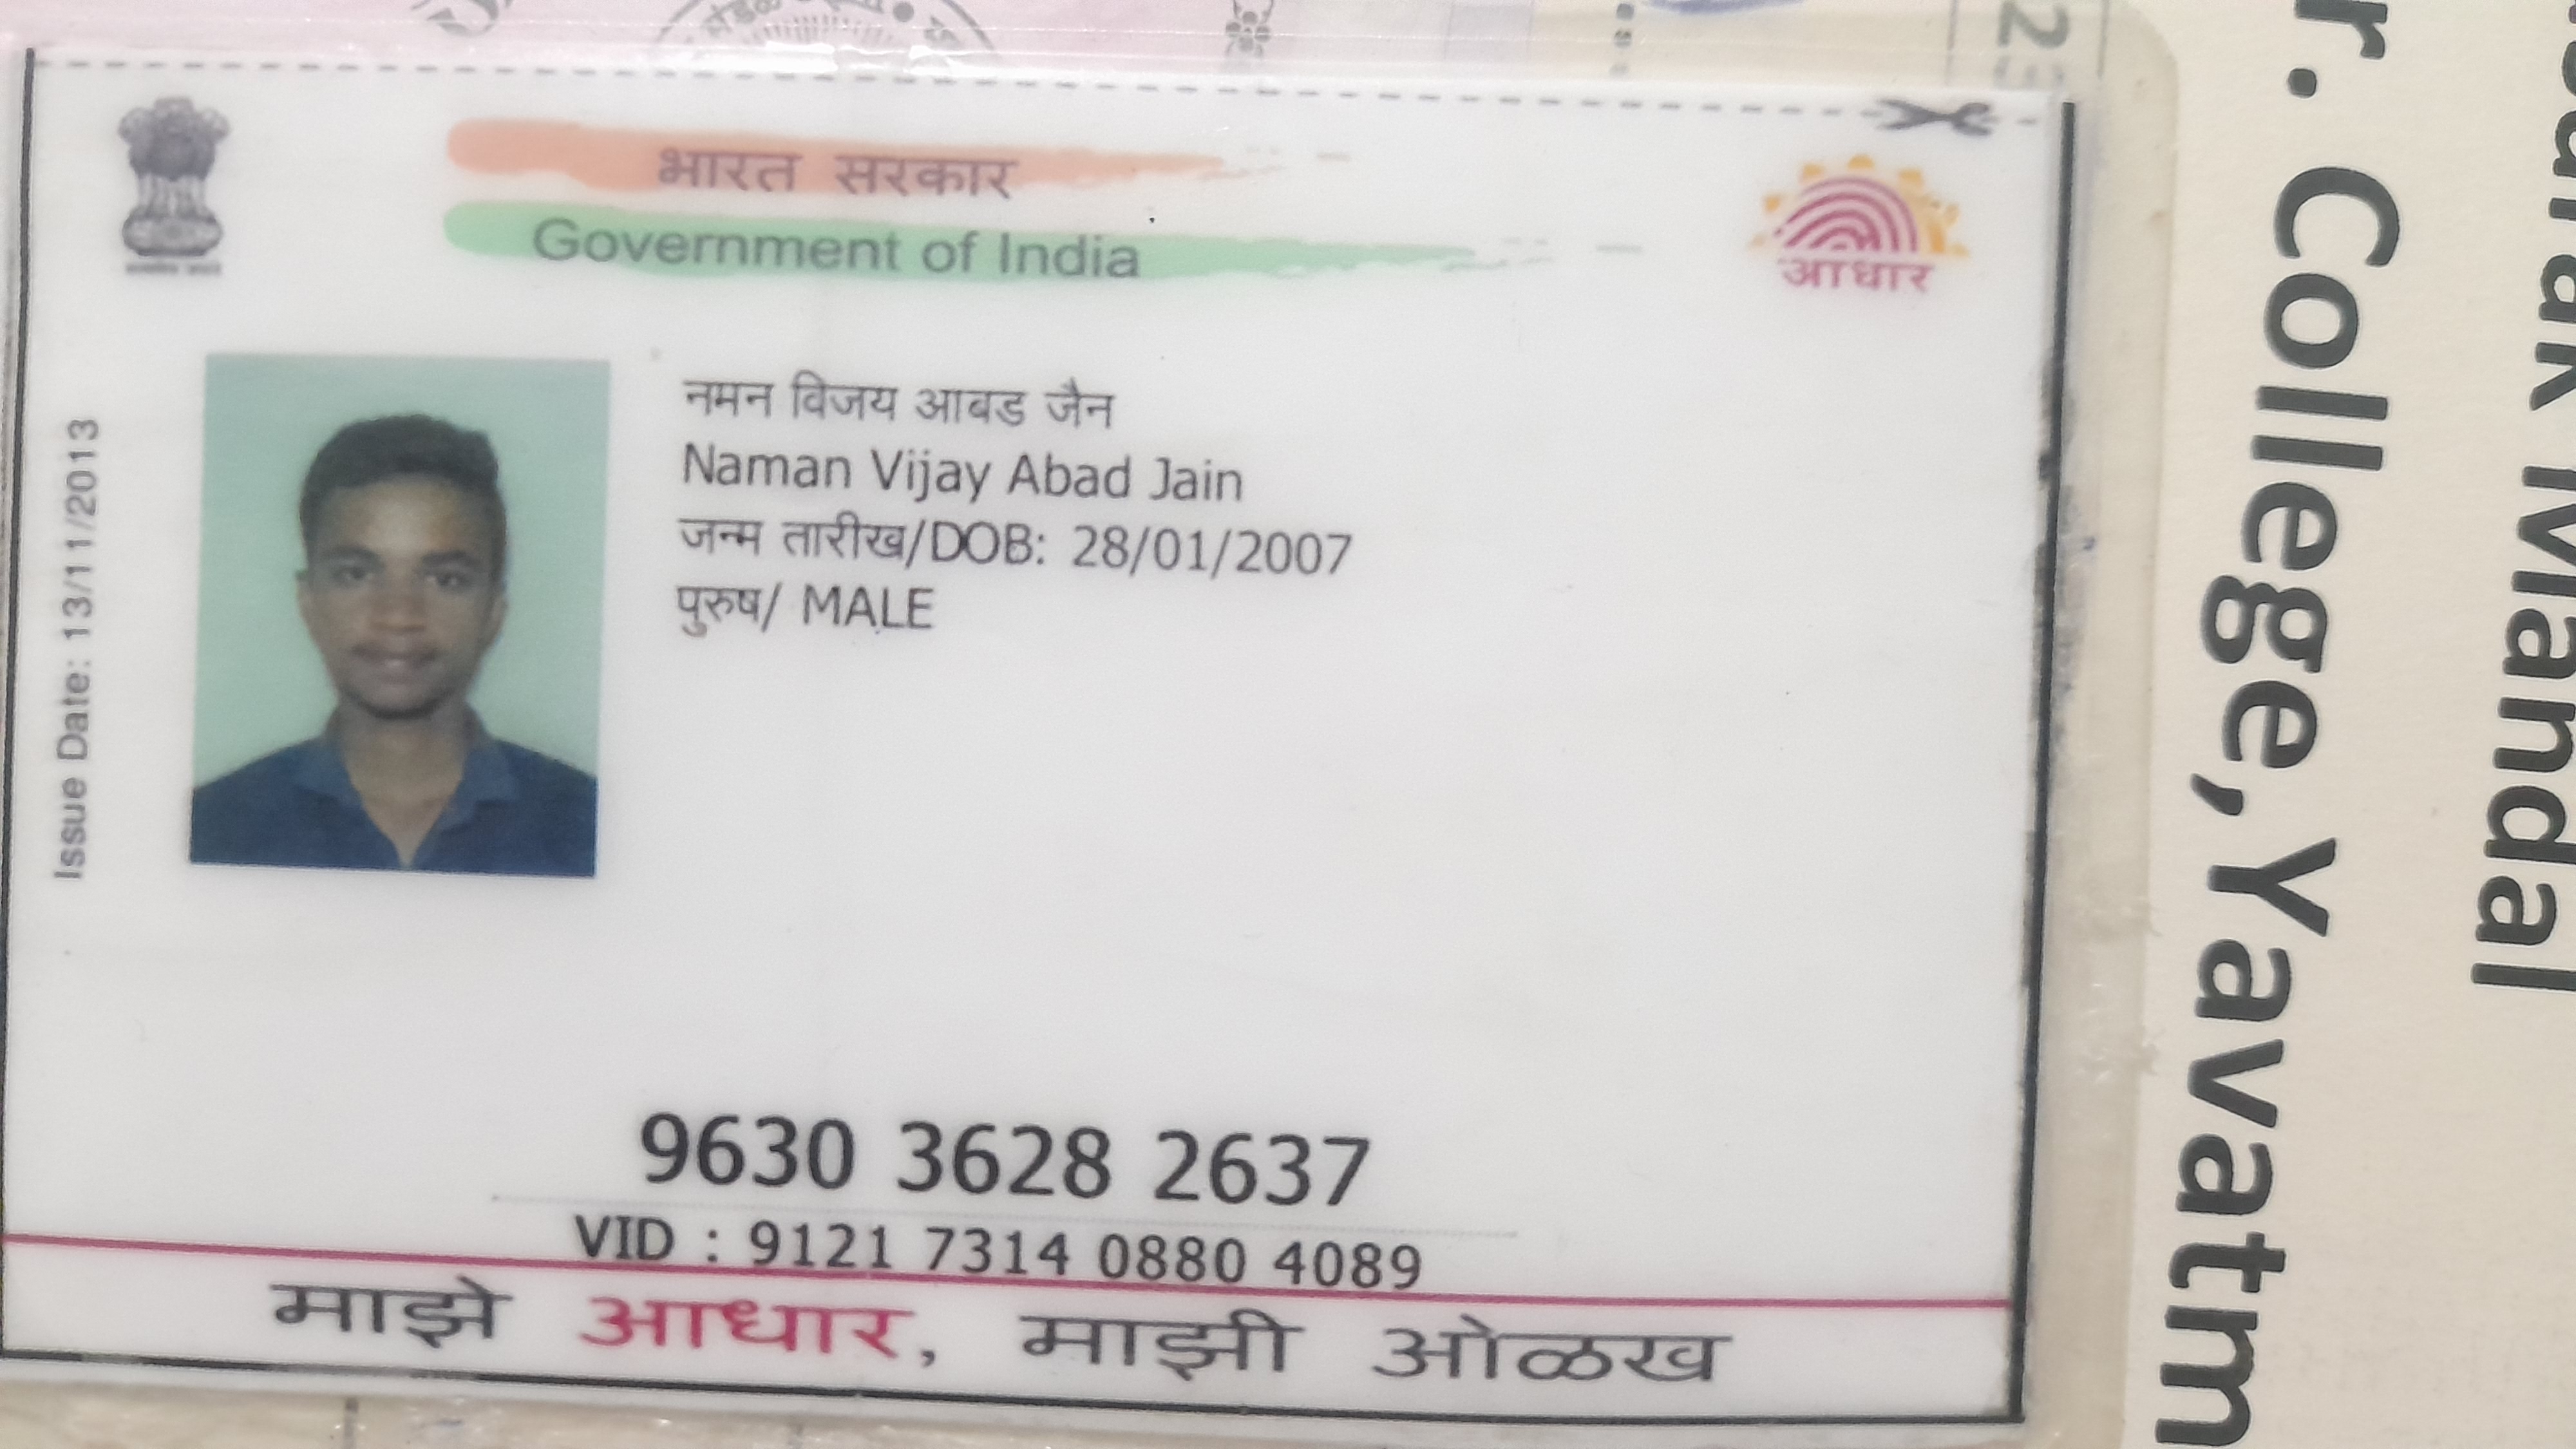 भारत सरकार
Government of India
आधार
नमन विजय आबड जैन
Naman Vijay Abad Jain
जन्म तारीख/DOB: 28/01/2007
पुरुष/ MALE
Issue Date: 13/11/2013
9630 3628 2637
VID : 9121 7314 0880 4089
माझे आधार, माझी ओळख
r. College,Yavatm
Mandal